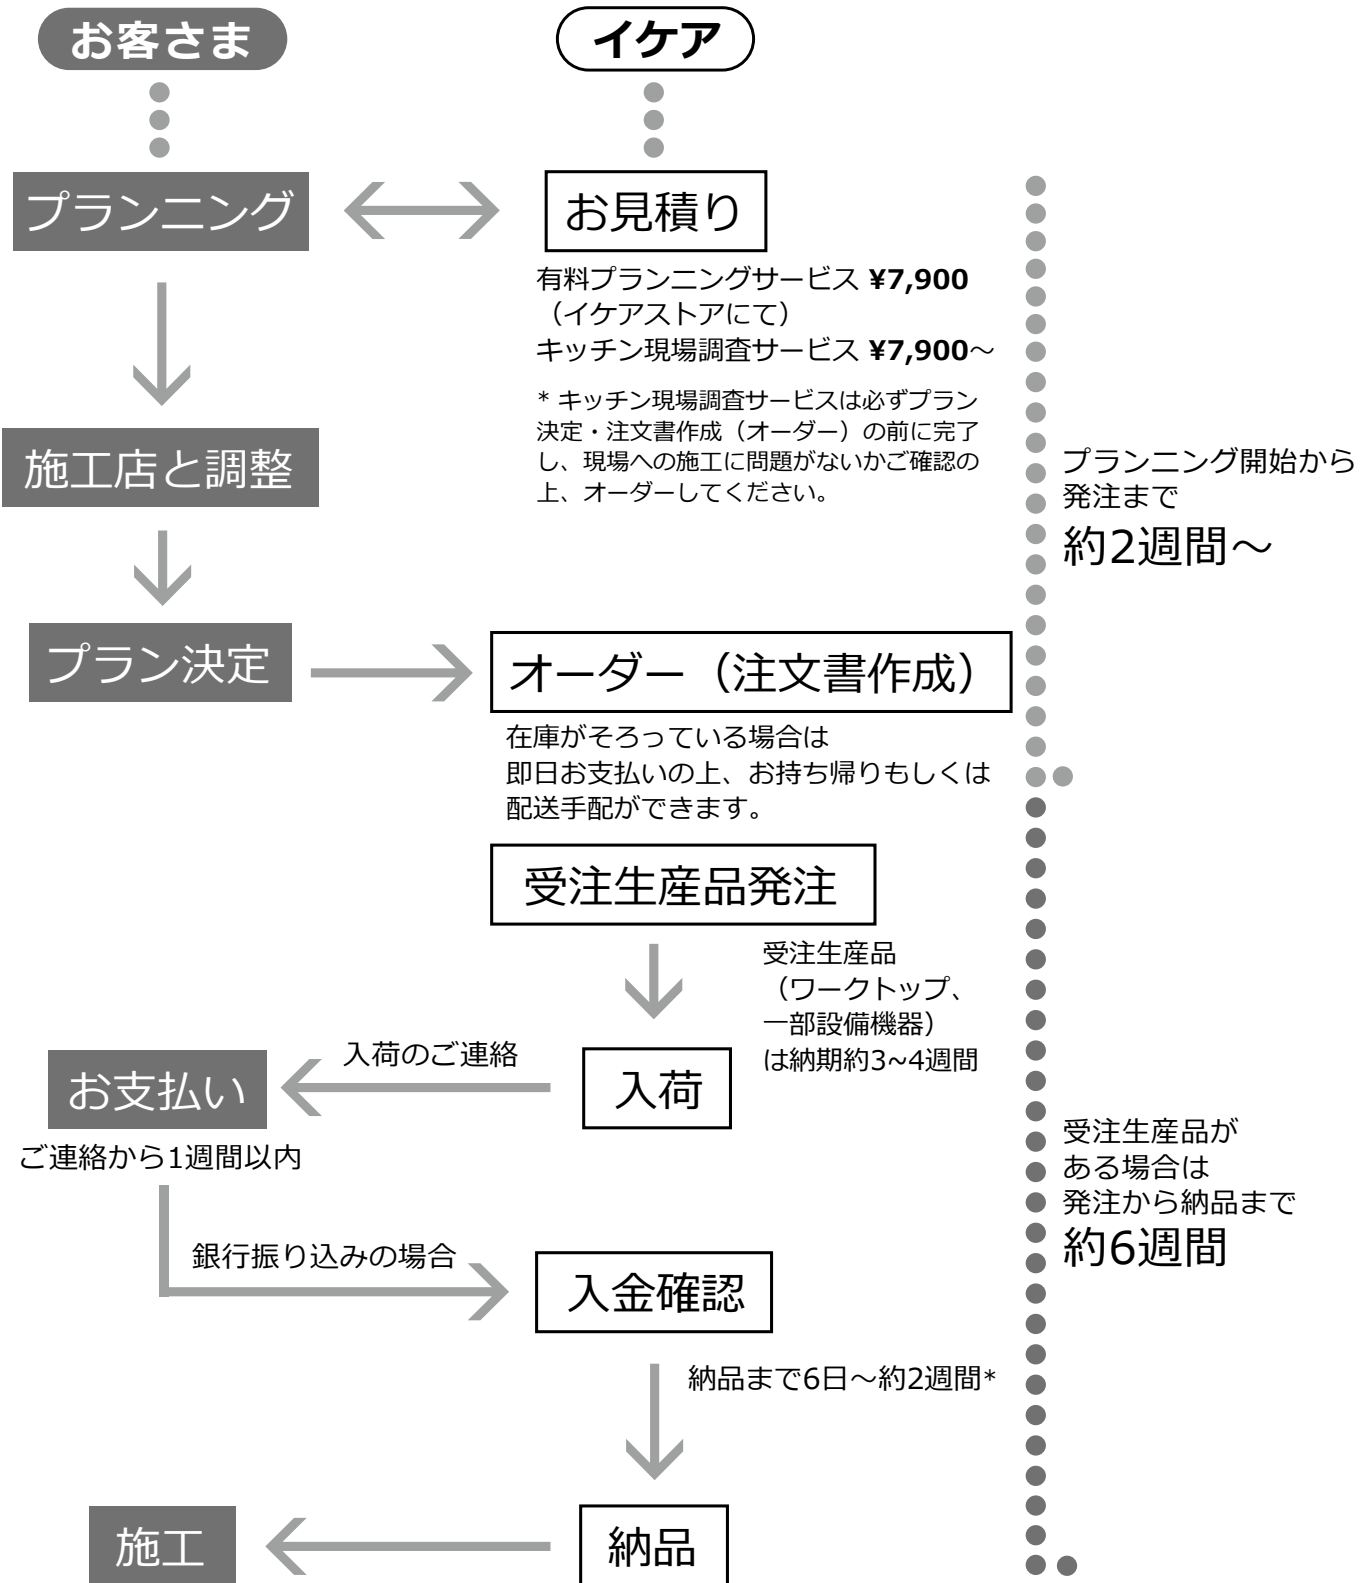 お客さま
イケア
プランニング
お見積り
有料プランニングサービス ¥7,900
（イケアストアにて）
キッチン現場調査サービス ¥7,900～
* キッチン現場調査サービスは必ずプラン
決定・注文書作成（オーダー）の前に完了
し、現場への施工に問題がないかご確認の
上、オーダーしてください。
施工店と調整
プランニング開始から
発注まで
約2週間～
プラン決定
オーダー（注文書作成）
在庫がそろっている場合は
即日お支払いの上、お持ち帰りもしくは
配送手配ができます。
受注生産品発注
受注生産品
（ワークトップ、
一部設備機器）
は納期約3~4週間
入荷のご連絡
お支払い
入荷
ご連絡から1週間以内
受注生産品が
ある場合は
発注から納品まで
約6週間
銀行振り込みの場合
入金確認
納品まで6日～約2週間*
施工
納品